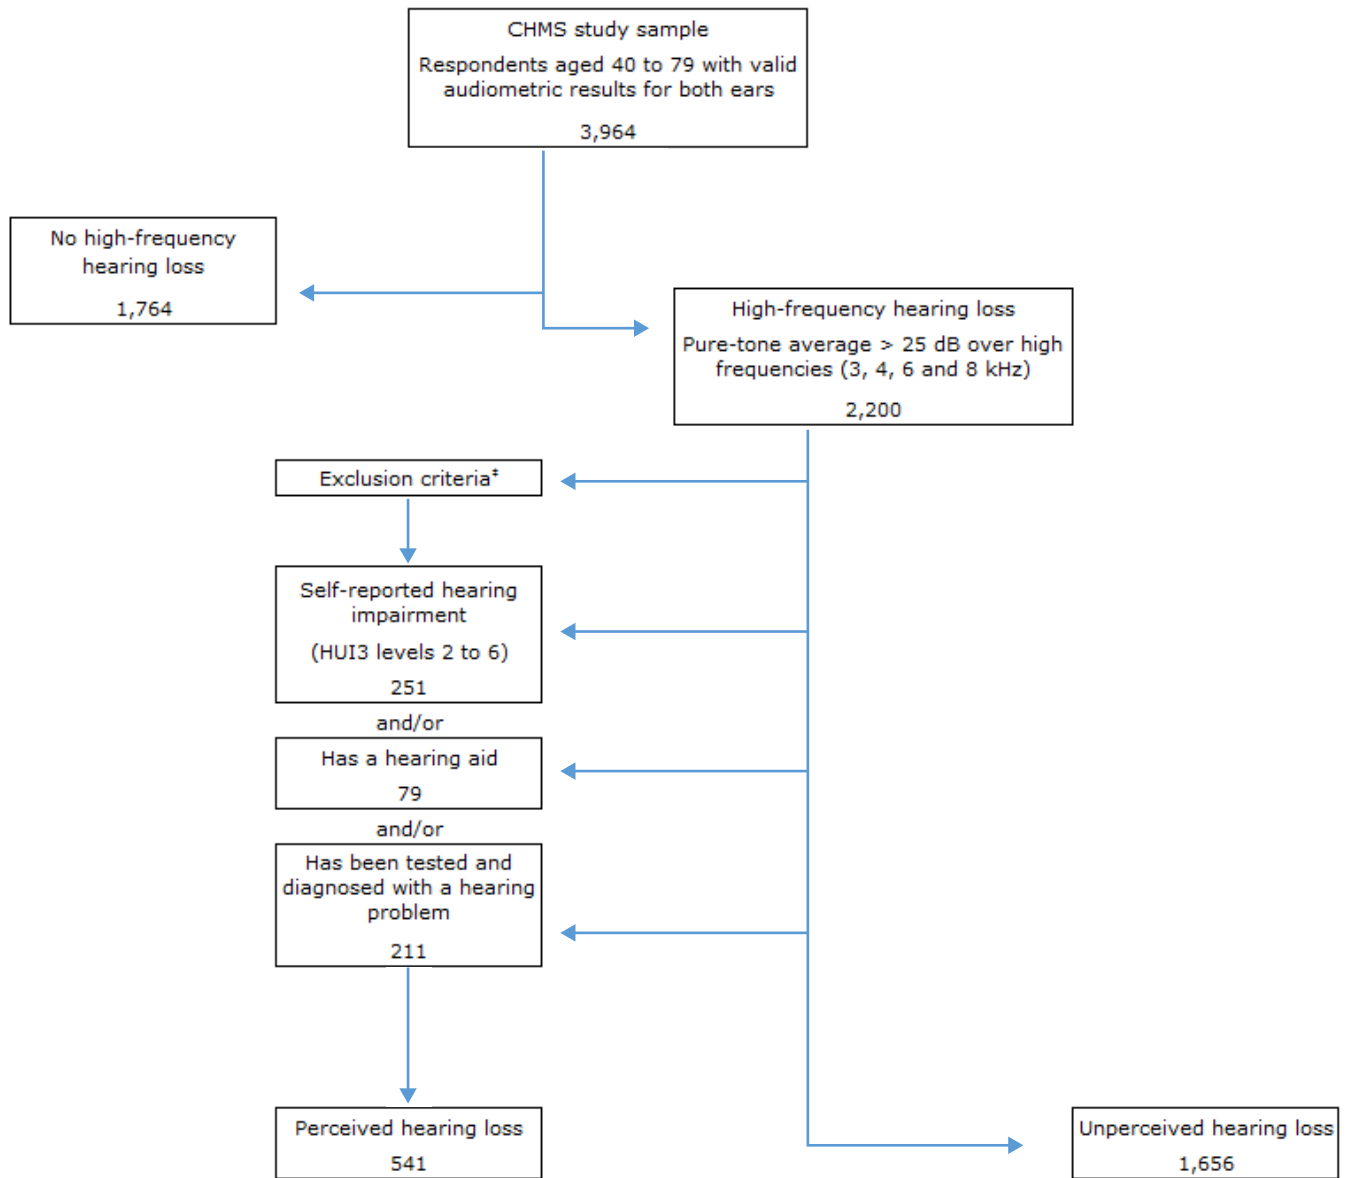 CHMS study sample
Respondents aged 40 to 79 with valid
audiometric results for both ears
3,964
No high-frequency
hearing loss
1,764
High-frequency hearing loss
Pure-tone average > 25 dB over high
frequencies (3, 4, 6 and 8 kHz)
2,200
Exclusion criteria‡
Self-reported hearing
impairment
(HUI3 levels 2 to 6)
251
and/or
Has a hearing aid
79
and/or
Has been tested and
diagnosed with a hearing
problem
211
Perceived hearing loss
541
Unperceived hearing loss
1,656